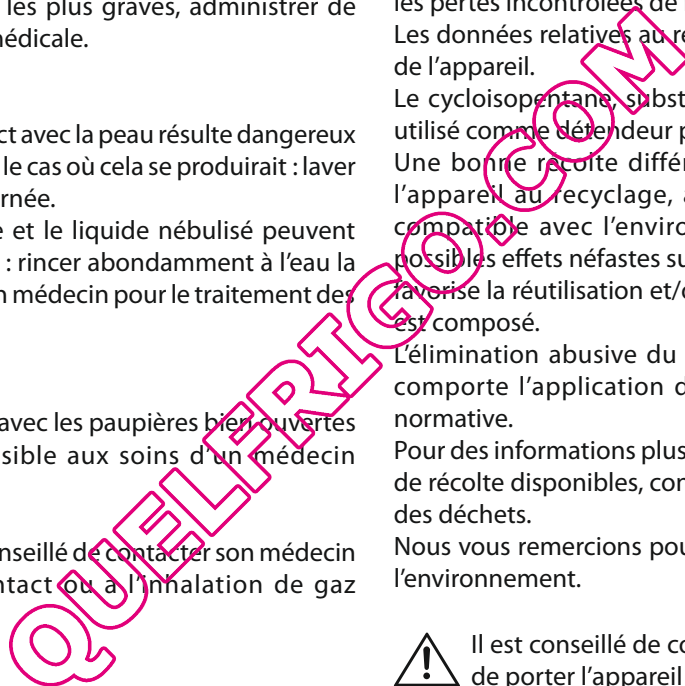 les plus graves, administrer de
édicale.
ct avec la peau résulte dangereux
le cas où cela se produirait : laver
rnée.
e et le liquide nébulisé peuvent
: rincer abondamment à l'eau la
n médecin pour le traitement des
avec les paupières bien ouvertes
sible aux soins d'un médecin
nseillé de contacter son médecin
ntact ou à l'inhalation de gaz
les pertes incontrôlées de
Les données relatives au re
de l'appareil.
Le cycloisopentane, subst
utilisé comme détendeur p
Une bonne récolte différ
l'appareil au recyclage, a
compatible avec l'enviro
possibles effets néfastes su
favorise la réutilisation et/o
est composé.
L'élimination abusive du
comporte l'application d
normative.
Pour des informations plus
de récolte disponibles, con
des déchets.
Nous vous remercions pou
l'environnement.
Il est conseillé de co
de porter l'appareil
QUELFRIGO.COM